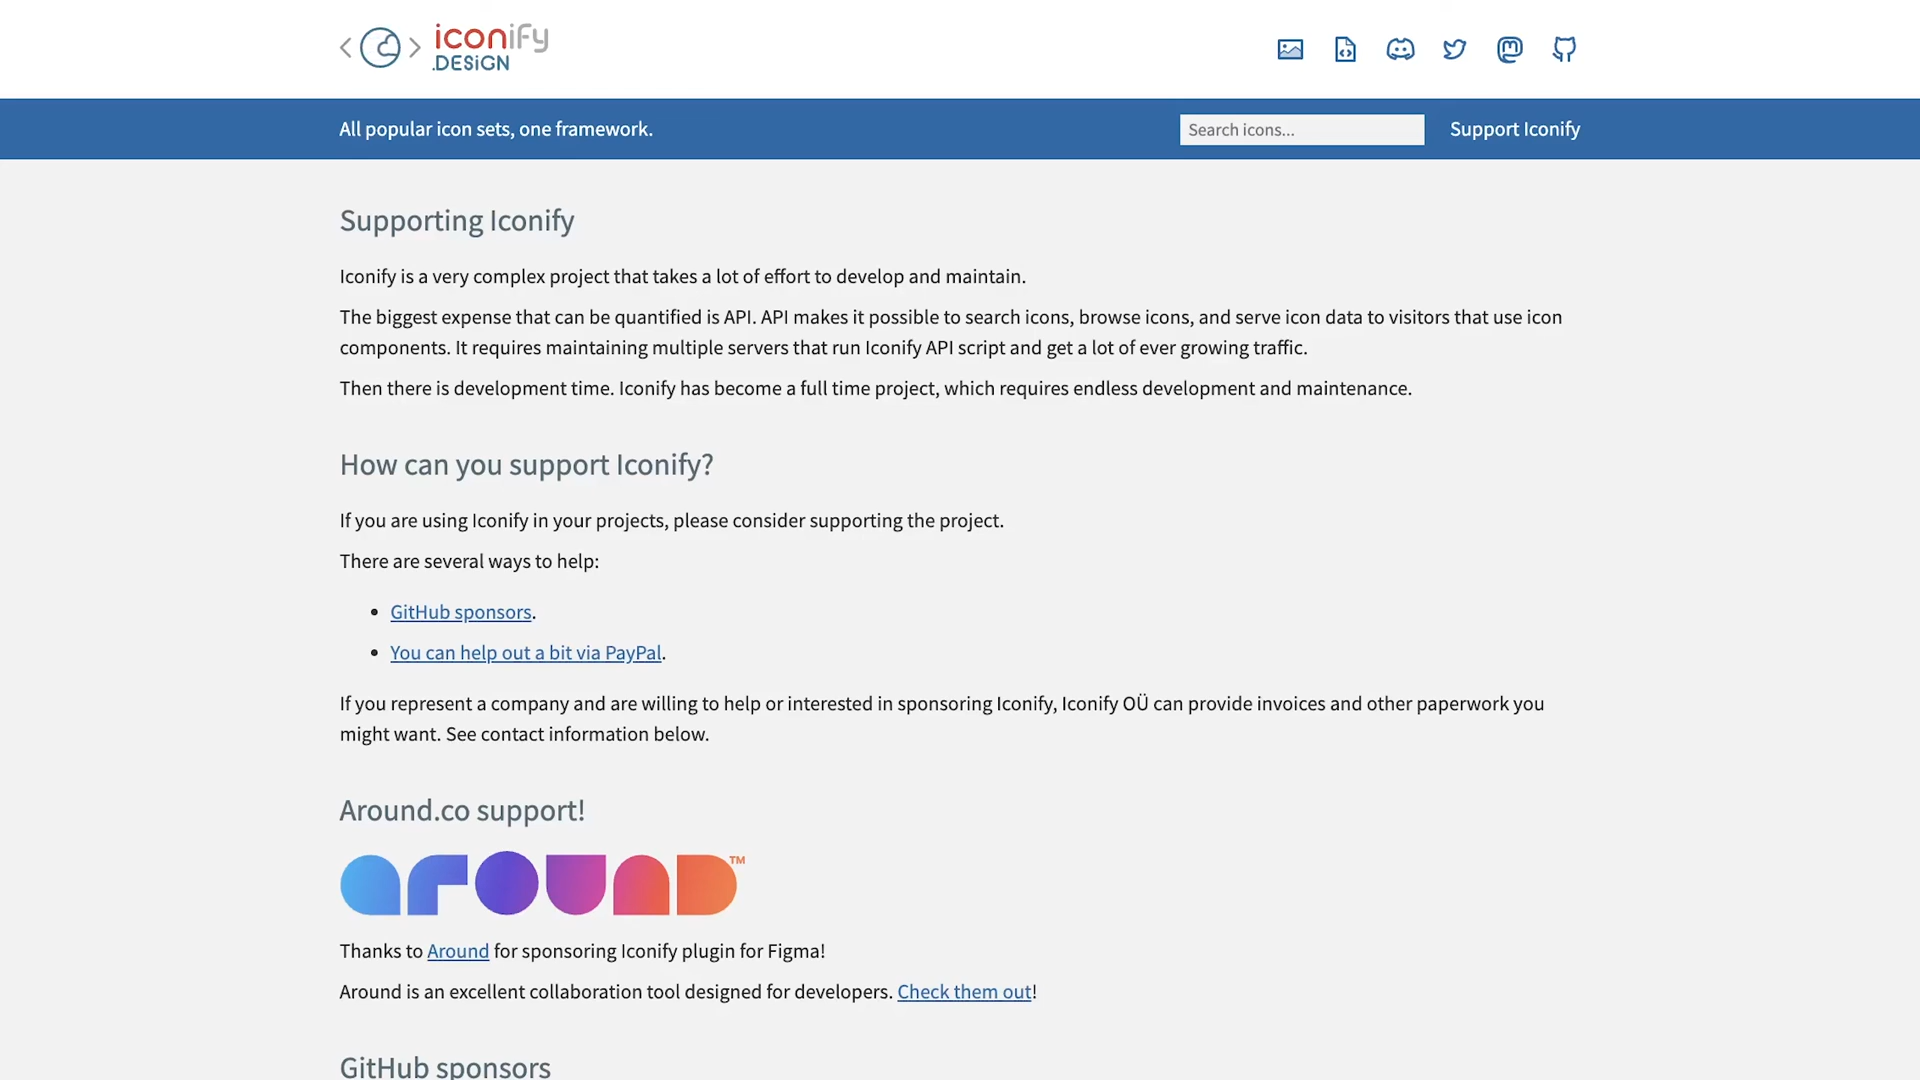 iconify
.DESiGN
All popular icon sets, one framework.
Search icons...
Support Iconify
Supporting Iconify
Iconify is a very complex project that takes a lot of effort to develop and maintain.
The biggest expense that can be quantified is API. API makes it possible to search icons, browse icons, and serve icon data to visitors that use icon
components. It requires maintaining multiple servers that run Iconify API script and get a lot of ever growing traffic.
Then there is development time. Iconify has become a full time project, which requires endless development and maintenance.
How can you support Iconify?
If you are using Iconify in your projects, please consider supporting the project.
There are several ways to help:
• GitHub sponsors.
• You can help out a bit via PayPal.
If you represent a company and are willing to help or interested in sponsoring Iconify, Iconify OÜ can provide invoices and other paperwork you
might want. See contact information below.
Around.co support!
around™
Thanks to Around for sponsoring Iconify plugin for Figma!
Around is an excellent collaboration tool designed for developers. Check them out!
GitHub sponsors